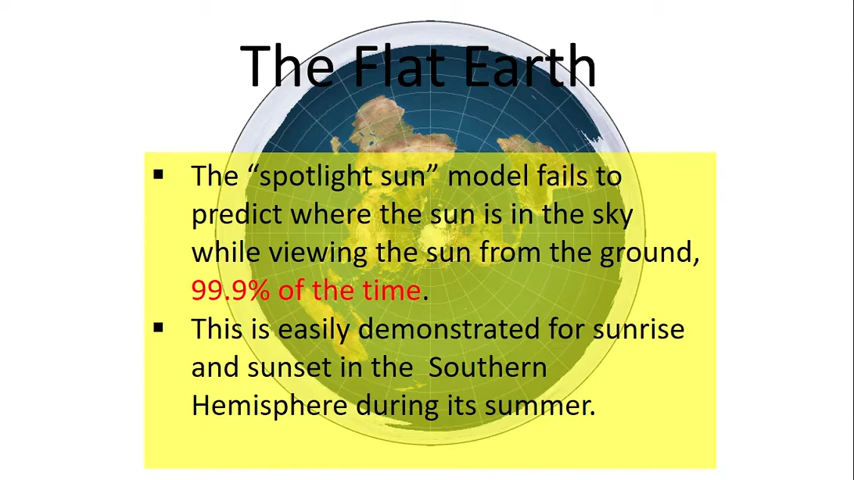 The Flat Earth
▪ The “spotlight sun” model fails to
predict where the sun is in the sky
while viewing the sun from the ground,
99.9% of the time.
▪ This is easily demonstrated for sunrise
and sunset in the  Southern
Hemisphere during its summer.